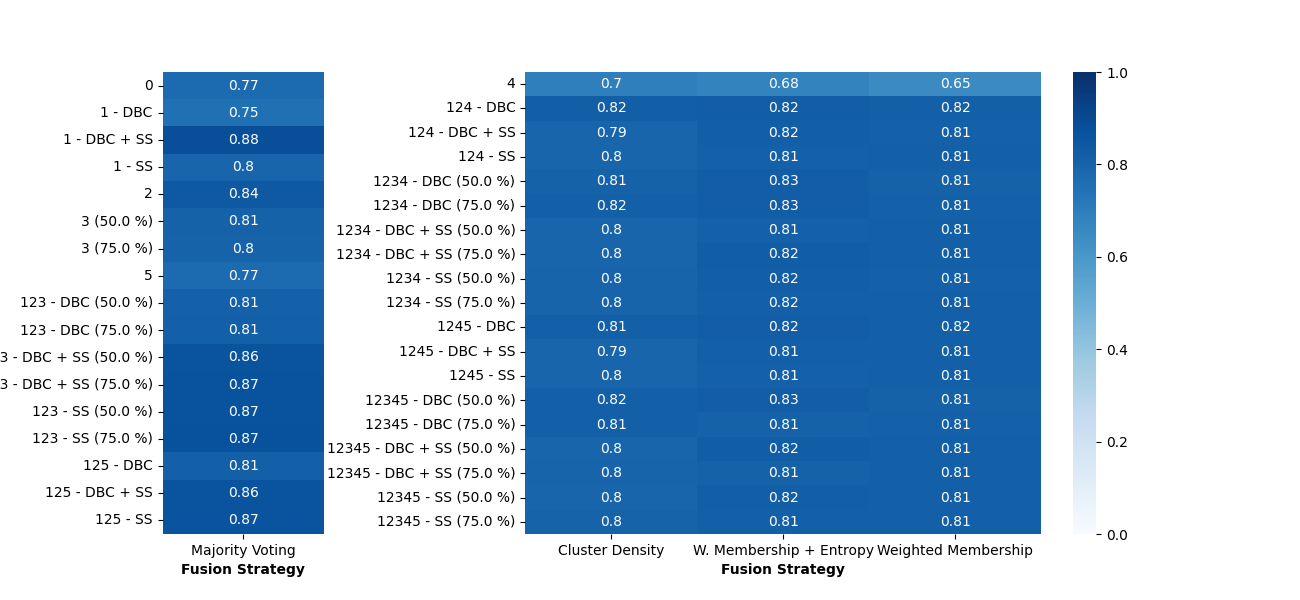 0 0.77
1 - DBC 0.75
1 - DBC + SS 0.88
1 - SS 0.8
2 0.84
3 (50.0 %) 0.81
3 (75.0 %) 0.8
5 0.77
123 - DBC (50.0 %) 0.81
123 - DBC (75.0 %) 0.81
3 - DBC + SS (50.0 %) 0.86
3 - DBC + SS (75.0 %) 0.87
123 - SS (50.0 %) 0.87
123 - SS (75.0 %) 0.87
125 - DBC 0.81
125 - DBC + SS 0.86
125 - SS 0.87
Majority Voting
Fusion Strategy
4 0.7 0.68 0.65
124 - DBC 0.82 0.82 0.82
124 - DBC + SS 0.79 0.82 0.81
124 - SS 0.8 0.81 0.81
1234 - DBC (50.0 %) 0.81 0.83 0.81
1234 - DBC (75.0 %) 0.82 0.83 0.81
1234 - DBC + SS (50.0 %) 0.8 0.81 0.81
1234 - DBC + SS (75.0 %) 0.8 0.82 0.81
1234 - SS (50.0 %) 0.8 0.82 0.81
1234 - SS (75.0 %) 0.8 0.82 0.81
1245 - DBC 0.81 0.82 0.82
1245 - DBC + SS 0.79 0.81 0.81
1245 - SS 0.8 0.81 0.81
12345 - DBC (50.0 %) 0.82 0.83 0.81
12345 - DBC (75.0 %) 0.81 0.81 0.81
12345 - DBC + SS (50.0 %) 0.8 0.82 0.81
12345 - DBC + SS (75.0 %) 0.8 0.81 0.81
12345 - SS (50.0 %) 0.8 0.82 0.81
12345 - SS (75.0 %) 0.8 0.81 0.81
Cluster Density W. Membership + Entropy Weighted Membership
Fusion Strategy
1.0
0.8
0.6
0.4
0.2
0.0